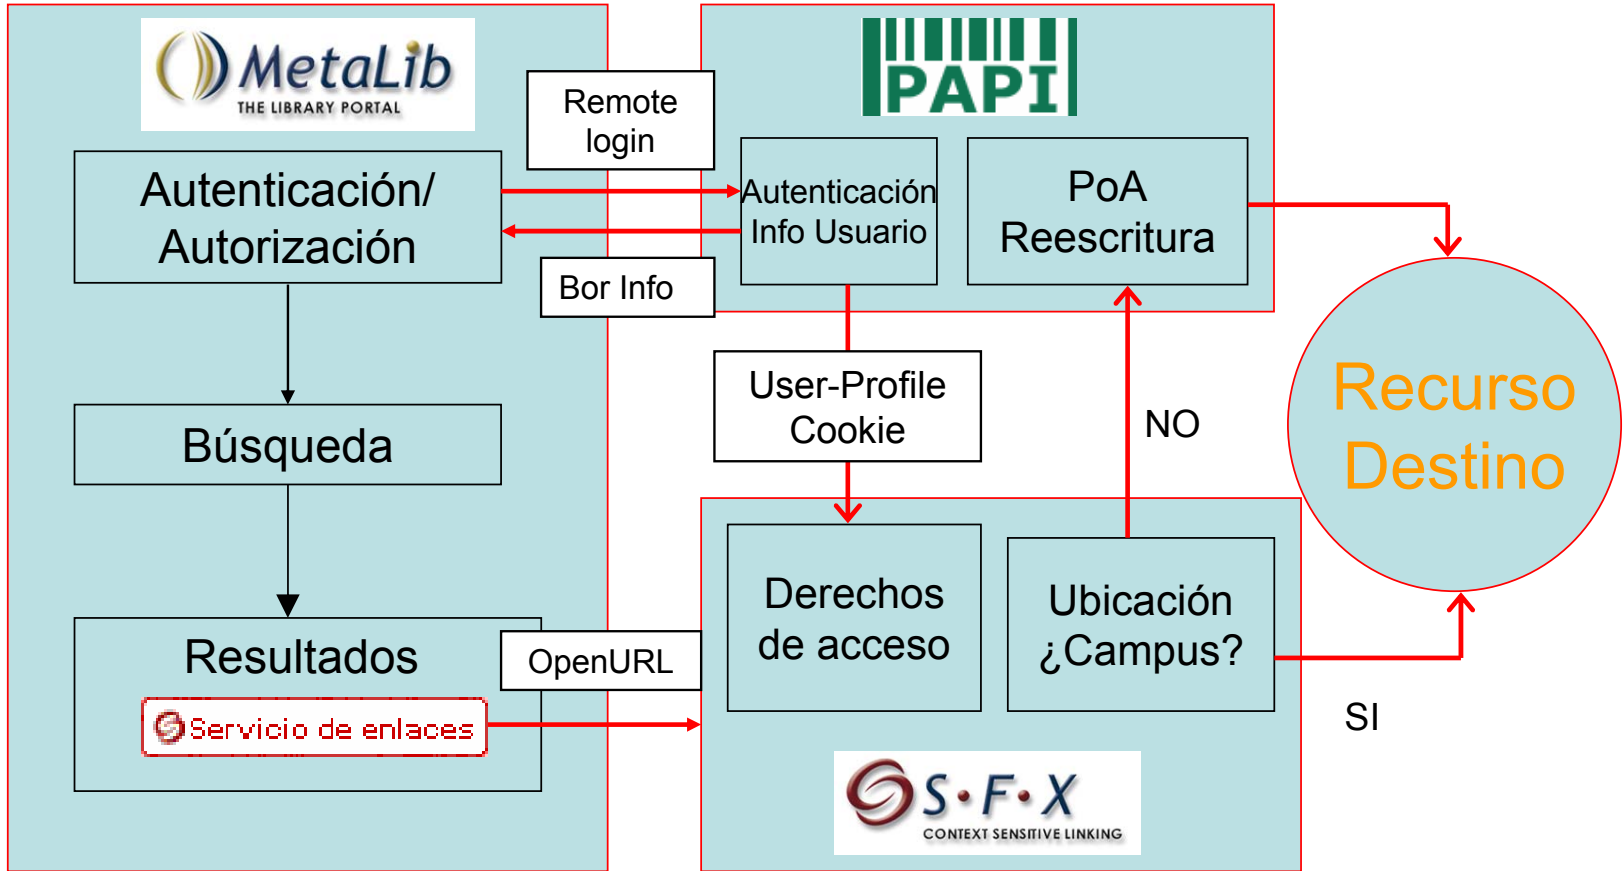 MetaLib
THE LIBRARY PORTAL
Autenticación/
Autorización
Búsqueda
Resultados
Servicio de enlaces
Remote
login
Bor Info
OpenURL
PAPI
Autenticación
Info Usuario
PoA
Reescritura
User-Profile
Cookie
NO
Derechos
de acceso
Ubicación
¿Campus?
S·F·X
CONTEXT SENSITIVE LINKING
SI
Recurso
Destino